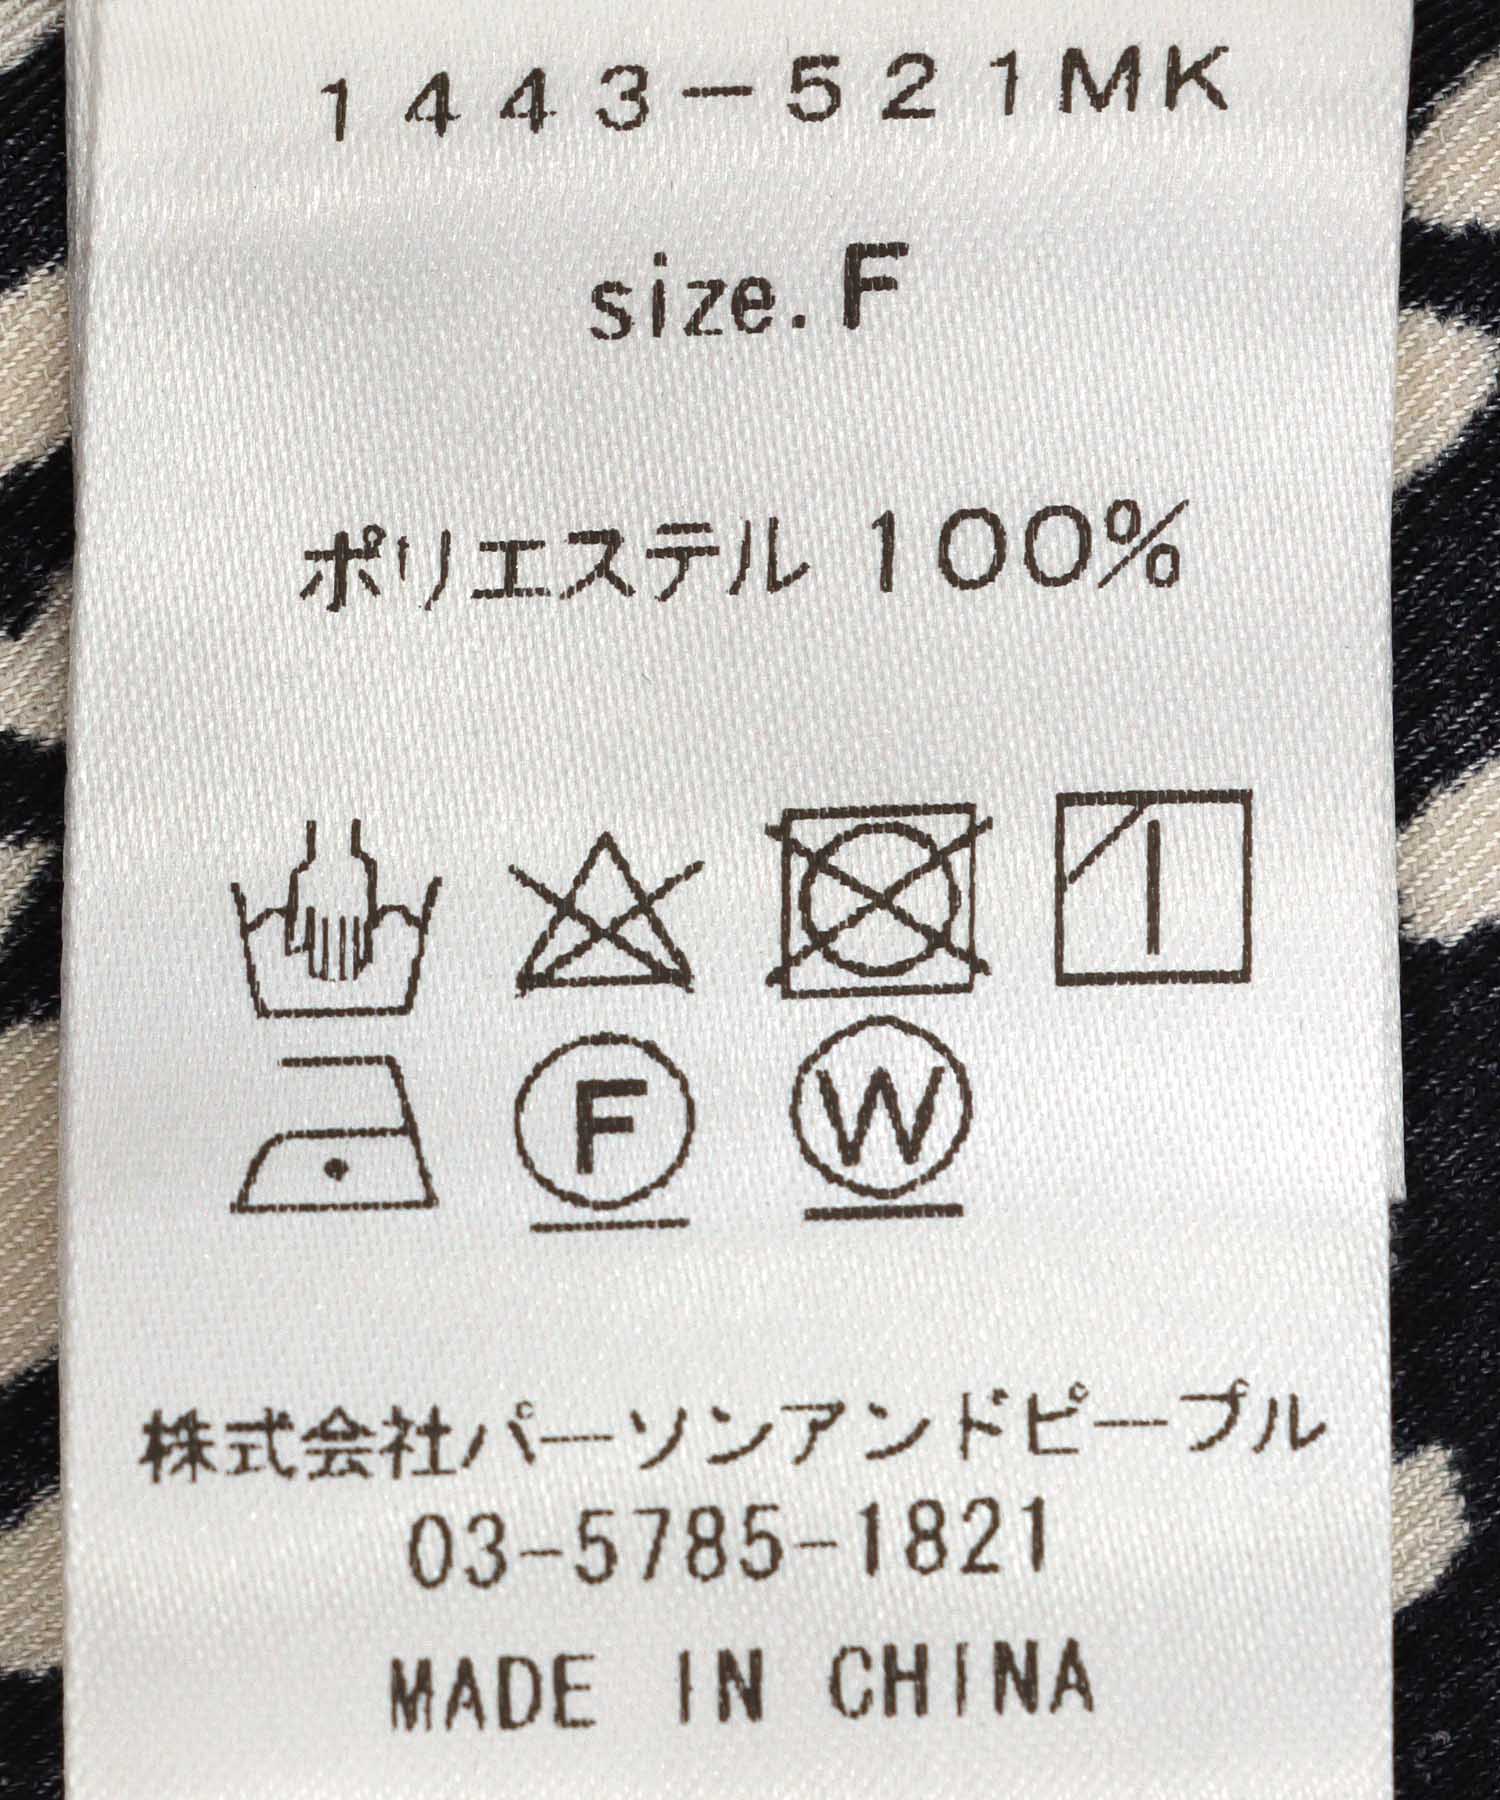 1443-521MK
size.F
ポリエステル 100%
F W
株式会社パーソンアンドピープル
03-5785-1821
MADE IN CHINA